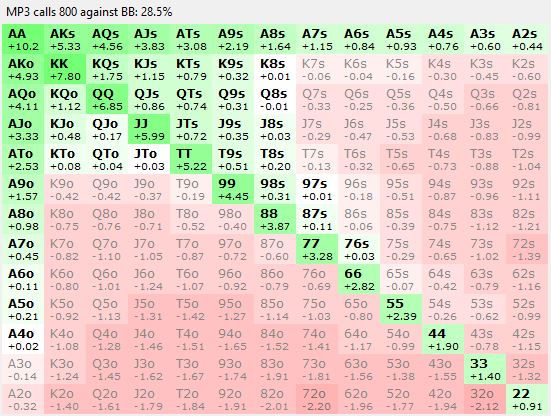 MP3 calls 800 against BB: 28.5%
AA AKs AQs AJs ATs A9s A8s A7s A6s A5s A4s A3s A2s
+10.2 +5.33 +4.56 +3.83 +3.08 +2.19 +1.64 +1.15 +0.84 +0.93 +0.76 +0.60 +0.44
AKo KK KQs KJs KTs K9s K8s K7s K6s K5s K4s K3s K2s
+4.93 +7.80 +1.75 +1.15 +0.79 +0.32 +0.01 -0.06 -0.04 -0.16 -0.30 -0.45 -0.60
AQo KQo QQ QJs QTs Q9s Q8s Q7s Q6s Q5s Q4s Q3s Q2s
+4.11 +1.12 +6.85 +0.86 +0.74 +0.31 -0.01 -0.33 -0.25 -0.36 -0.50 -0.66 -0.81
AJo KJo QJo JJ JTs J9s J8s J7s J6s J5s J4s J3s J2s
+3.33 +0.48 +0.17 +5.99 +0.72 +0.35 +0.03 -0.29 -0.47 -0.53 -0.68 -0.83 -0.99
ATo KTo QTo JTo TT T9s T8s T7s T6s T5s T4s T3s T2s
+2.53 +0.08 +0.04 +0.03 +5.22 +0.51 +0.20 -0.13 -0.32 -0.65 -0.73 -0.88 -1.04
A9o K9o Q9o J9o T9o 99 98s 97s 96s 95s 94s 93s 92s
+1.57 -0.42 -0.42 -0.37 -0.19 +4.45 +0.31 +0.01 -0.18 -0.51 -0.87 -0.96 -1.11
A8o K8o Q8o J8o T8o 98o 88 87s 86s 85s 84s 83s 82s
+0.98 -0.75 -0.76 -0.71 -0.52 -0.40 +3.87 +0.11 -0.06 -0.39 -0.75 -1.12 -1.21
A7o K7o Q7o J7o T7o 97o 87o 77 76s 75s 74s 73s 72s
+0.45 -0.82 -1.10 -1.05 -0.87 -0.72 -0.60 +3.28 +0.03 -0.29 -0.65 -1.02 -1.39
A6o K6o Q6o J6o T6o 96o 86o 76o 66 65s 64s 63s 62s
+0.11 -0.80 -1.01 -1.24 -1.07 -0.92 -0.79 -0.69 +2.82 -0.07 -0.42 -0.79 -1.16
A5o K5o Q5o J5o T5o 95o 85o 75o 65o 55 54s 53s 52s
+0.21 -0.92 -1.13 -1.31 -1.42 -1.27 -1.14 -1.03 -0.80 +2.39 -0.26 -0.62 -0.99
A4o K4o Q4o J4o T4o 94o 84o 74o 64o 54o 44 43s 42s
+0.02 -1.08 -1.28 -1.46 -1.51 -1.65 -1.52 -1.41 -1.17 -0.99 +1.90 -0.78 -1.15
A3o K3o Q3o J3o T3o 93o 83o 73o 63o 53o 43o 33 32s
-0.14 -1.24 -1.45 -1.62 -1.67 -1.74 -1.91 -1.81 -1.56 -1.38 -1.55 +1.40 -1.32
A2o K2o Q2o J2o T2o 92o 82o 72o 62o 52o 42o 32o 22
-0.32 -1.40 -1.61 -1.79 -1.84 -1.91 -2.01 -2.20 -1.96 -1.77 -1.94 -2.12 +0.91